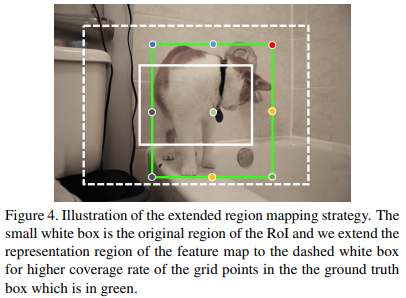 Figure 4. Illustration of the extended region mapping strategy. The
small white box is the original region of the RoI and we extend the
representation region of the feature map to the dashed white box
for higher coverage rate of the grid points in the the ground truth
box which is in green.